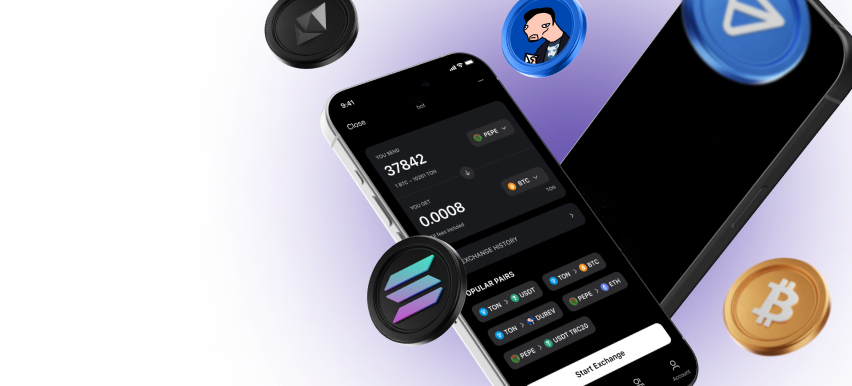 9:41
Close
bot
YOU SEND
PEPE
37842
1 BTC ~ 16261 TON
YOU GET
BTC
0.0008
TON
fees included
EXCHANGE HISTORY
OPULAR PAIRS
TON > USDT
TON > BTC
TON > DUREV
PEPE > ETH
PEPE > USDT TRC20
Start Exchange
Account